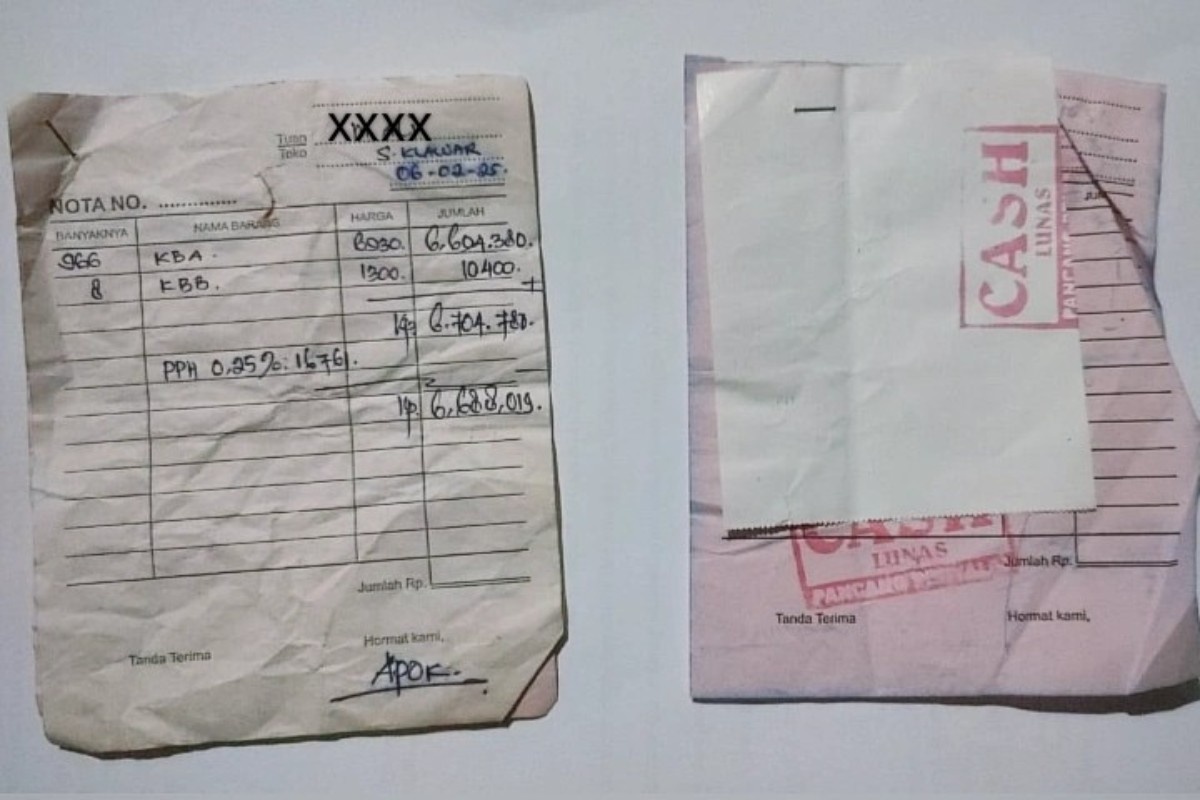 Tuan
Toko
XXXX
S. KLAWAR
06-02-25.
NOTA NO. ..............
BANYAKNYA NAMA BARANG HARGA JUMLAH
966 KBA. 6030. 6,604.380.
8 KBB. 1300. 10400.
+
Rp. 6.704.780.
PPH 0,25%: 16761.
Rp. 6,688,019.
Jumlah Rp.
Tanda Terima Hormat kami,
APOK.
CASH
LUNAS
CASH
LUNAS
Jumlah Rp.
Tanda Terima Hormat kami,